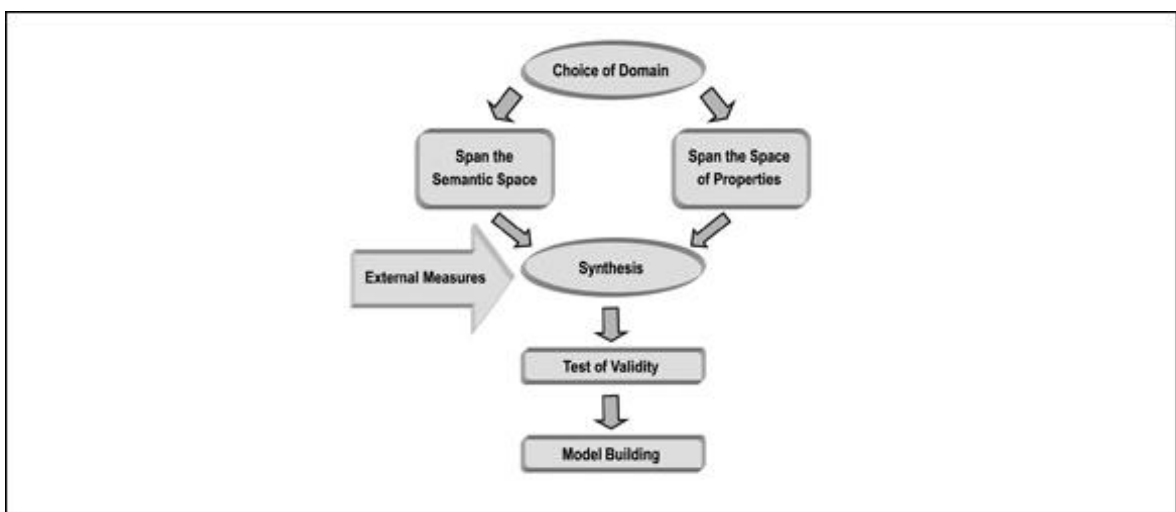 Choice of Domain
Span the
Semantic Space
Span the Space
of Properties
External Measures
Synthesis
Test of Validity
Model Building